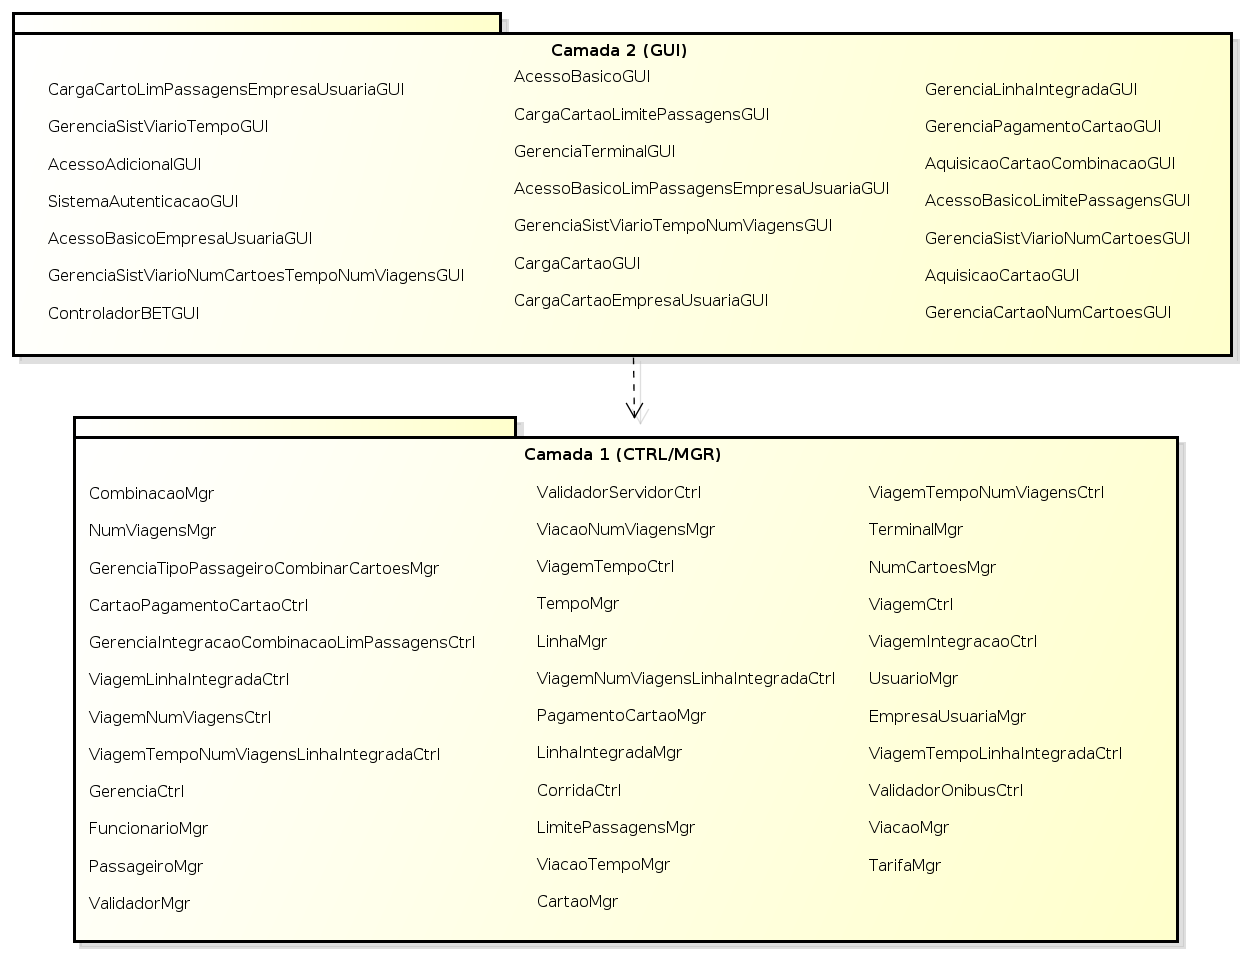 Camada 2 (GUI)
CargaCartoLimPassagensEmpresaUsuariaGUI
GerenciaSistViarioTempoGUI
AcessoAdicionalGUI
SistemaAutenticacaoGUI
AcessoBasicoEmpresaUsuariaGUI
GerenciaSistViarioNumCartoesTempoNumViagensGUI
ControladorBETGUI
AcessoBasicoGUI
CargaCartaoLimitePassagensGUI
GerenciaTerminalGUI
AcessoBasicoLimPassagensEmpresaUsuariaGUI
GerenciaSistViarioTempoNumViagensGUI
CargaCartaoGUI
CargaCartaoEmpresaUsuariaGUI
GerenciaLinhaIntegradaGUI
GerenciaPagamentoCartaoGUI
AquisicaoCartaoCombinacaoGUI
AcessoBasicoLimitePassagensGUI
GerenciaSistViarioNumCartoesGUI
AquisicaoCartaoGUI
GerenciaCartaoNumCartoesGUI
Camada 1 (CTRL/MGR)
CombinacaoMgr
NumViagensMgr
GerenciaTipoPassageiroCombinarCartoesMgr
CartaoPagamentoCartaoCtrl
GerenciaIntegracaoCombinacaoLimPassagensCtrl
ViagemLinhaIntegradaCtrl
ViagemNumViagensCtrl
ViagemTempoNumViagensLinhaIntegradaCtrl
GerenciaCtrl
FuncionarioMgr
PassageiroMgr
ValidadorMgr
ValidadorServidorCtrl
ViacaoNumViagensMgr
ViagemTempoCtrl
TempoMgr
LinhaMgr
ViagemNumViagensLinhaIntegradaCtrl
PagamentoCartaoMgr
LinhaIntegradaMgr
CorridaCtrl
LimitePassagensMgr
ViacaoTempoMgr
CartaoMgr
ViagemTempoNumViagensCtrl
TerminalMgr
NumCartoesMgr
ViagemCtrl
ViagemIntegracaoCtrl
UsuarioMgr
EmpresaUsuariaMgr
ViagemTempoLinhaIntegradaCtrl
ValidadorOnibusCtrl
ViacaoMgr
TarifaMgr